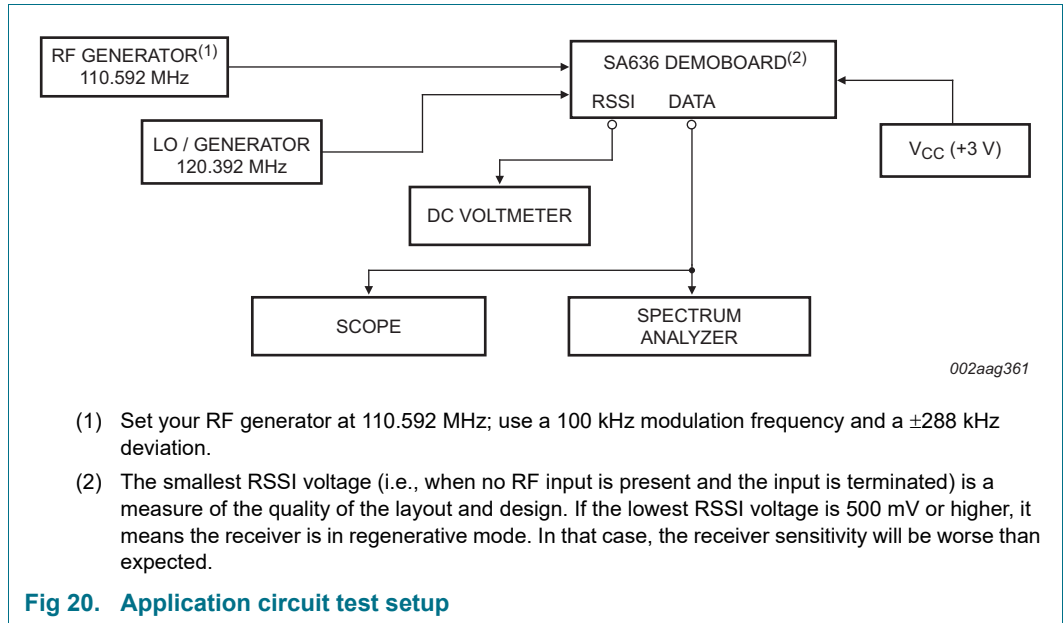 RF GENERATOR(1)
110.592 MHz
SA636 DEMOBOARD(2)
RSSI DATA
LO / GENERATOR
120.392 MHz
VCC (+3 V)
DC VOLTMETER
SCOPE
SPECTRUM
ANALYZER
002aag361
(1) Set your RF generator at 110.592 MHz; use a 100 kHz modulation frequency and a ±288 kHz
deviation.
(2) The smallest RSSI voltage (i.e., when no RF input is present and the input is terminated) is a
measure of the quality of the layout and design. If the lowest RSSI voltage is 500 mV or higher, it
means the receiver is in regenerative mode. In that case, the receiver sensitivity will be worse than
expected.
Fig 20. Application circuit test setup